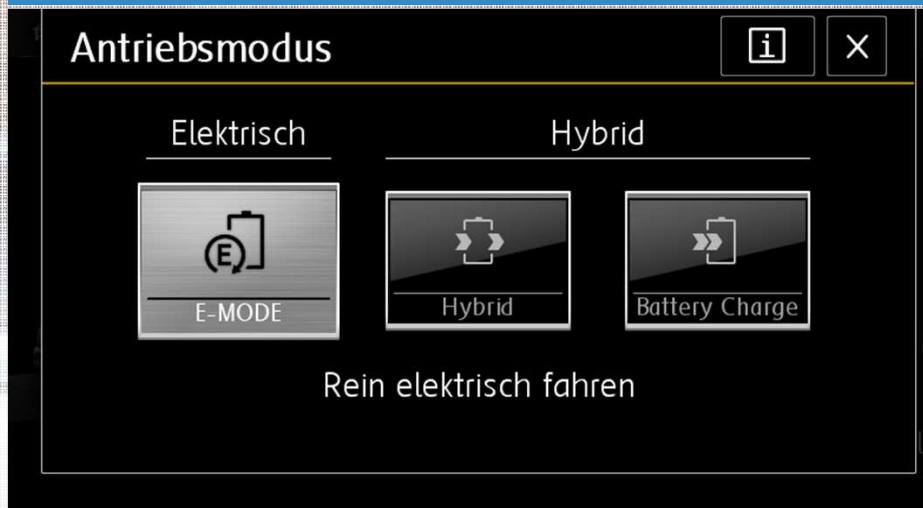 Antriebsmodus
i
Elektrisch
Hybrid
E
E-MODE
Hybrid
Battery Charge
Rein elektrisch fahren